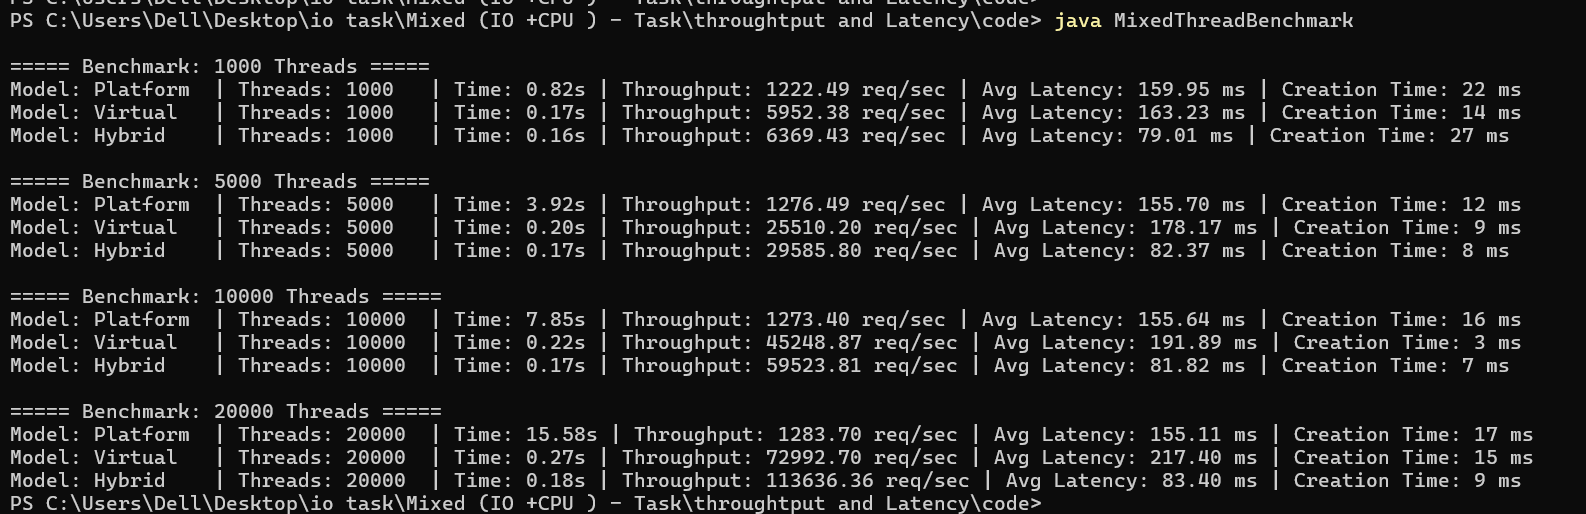 PS C:\Users\Dell\Desktop\io task\Mixed (IO +CPU ) - Task\throughtput and Latency\code>
PS C:\Users\Dell\Desktop\io task\Mixed (IO +CPU ) - Task\throughtput and Latency\code> java MixedThreadBenchmark
===== Benchmark: 1000 Threads =====
Model: Platform | Threads: 1000 | Time: 0.82s | Throughput: 1222.49 req/sec | Avg Latency: 159.95 ms | Creation Time: 22 ms
Model: Virtual | Threads: 1000 | Time: 0.17s | Throughput: 5952.38 req/sec | Avg Latency: 163.23 ms | Creation Time: 14 ms
Model: Hybrid | Threads: 1000 | Time: 0.16s | Throughput: 6369.43 req/sec | Avg Latency: 79.01 ms | Creation Time: 27 ms
===== Benchmark: 5000 Threads =====
Model: Platform | Threads: 5000 | Time: 3.92s | Throughput: 1276.49 req/sec | Avg Latency: 155.70 ms | Creation Time: 12 ms
Model: Virtual | Threads: 5000 | Time: 0.20s | Throughput: 25510.20 req/sec | Avg Latency: 178.17 ms | Creation Time: 9 ms
Model: Hybrid | Threads: 5000 | Time: 0.17s | Throughput: 29585.80 req/sec | Avg Latency: 82.37 ms | Creation Time: 8 ms
===== Benchmark: 10000 Threads =====
Model: Platform | Threads: 10000 | Time: 7.85s | Throughput: 1273.40 req/sec | Avg Latency: 155.64 ms | Creation Time: 16 ms
Model: Virtual | Threads: 10000 | Time: 0.22s | Throughput: 45248.87 req/sec | Avg Latency: 191.89 ms | Creation Time: 3 ms
Model: Hybrid | Threads: 10000 | Time: 0.17s | Throughput: 59523.81 req/sec | Avg Latency: 81.82 ms | Creation Time: 7 ms
===== Benchmark: 20000 Threads =====
Model: Platform | Threads: 20000 | Time: 15.58s | Throughput: 1283.70 req/sec | Avg Latency: 155.11 ms | Creation Time: 17 ms
Model: Virtual | Threads: 20000 | Time: 0.27s | Throughput: 72992.70 req/sec | Avg Latency: 217.40 ms | Creation Time: 15 ms
Model: Hybrid | Threads: 20000 | Time: 0.18s | Throughput: 113636.36 req/sec | Avg Latency: 83.40 ms | Creation Time: 9 ms
PS C:\Users\Dell\Desktop\io task\Mixed (IO +CPU ) - Task\throughtput and Latency\code>